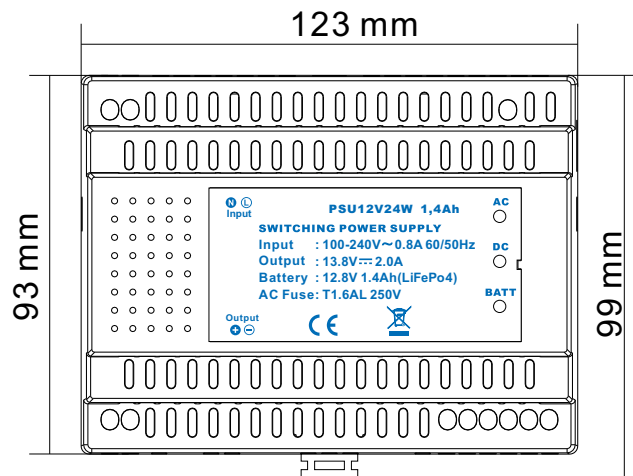 123 mm
93 mm
99 mm
N L
Input
PSU12V24W 1,4Ah
SWITCHING POWER SUPPLY
Input : 100-240V~0.8A 60/50Hz
Output : 13.8V⎓2.0A
Battery : 12.8V 1.4Ah(LiFePo4)
AC Fuse: T1.6AL 250V
Output
+ −
CE
AC
DC
BATT